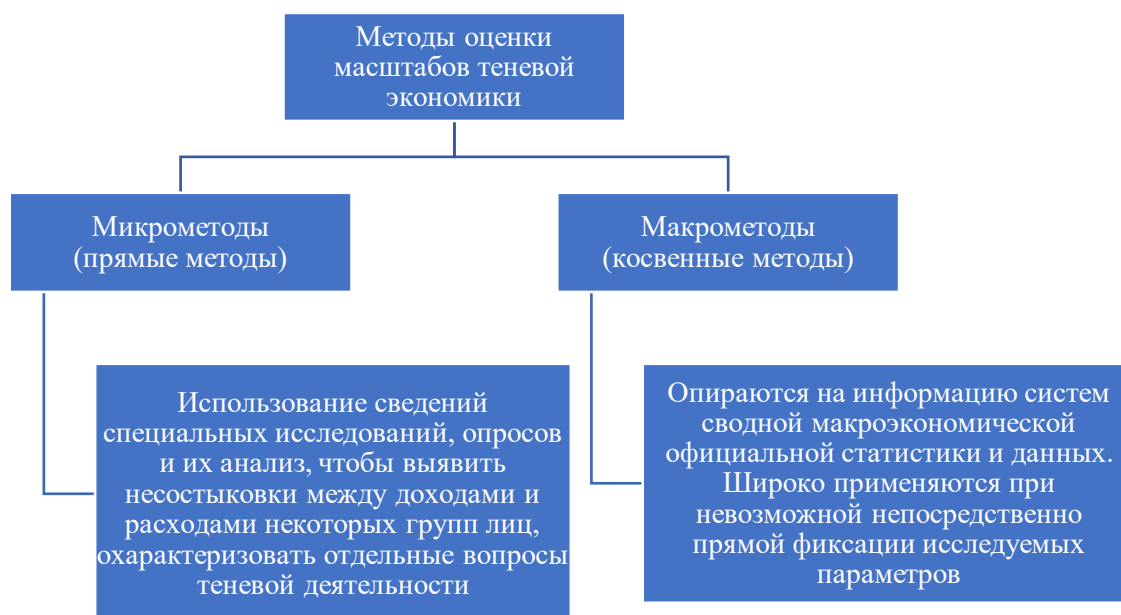 Методы оценки
масштабов теневой
экономики
Микрометоды
(прямые методы)
Макрометоды
(косвенные методы)
Использование сведений
специальных исследований, опросов
и их анализ, чтобы выявить
несостыковки между доходами и
расходами некоторых групп лиц,
охарактеризовать отдельные вопросы
теневой деятельности
Опираются на информацию систем
сводной макроэкономической
официальной статистики и данных.
Широко применяются при
невозможной непосредственно
прямой фиксации исследуемых
параметров